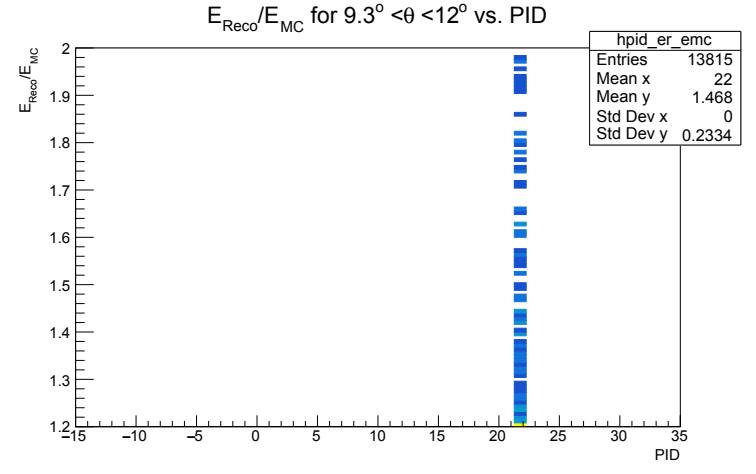 E_Reco/E_MC for 9.3° <θ <12° vs. PID
hpid_er_emc
Entries 13815
Mean x 22
Mean y 1.468
Std Dev x 0
Std Dev y 0.2334
E_Reco/E_MC
2
1.9
1.8
1.7
1.6
1.5
1.4
1.3
1.2
−15 −10 −5 0 5 10 15 20 25 30 35
PID